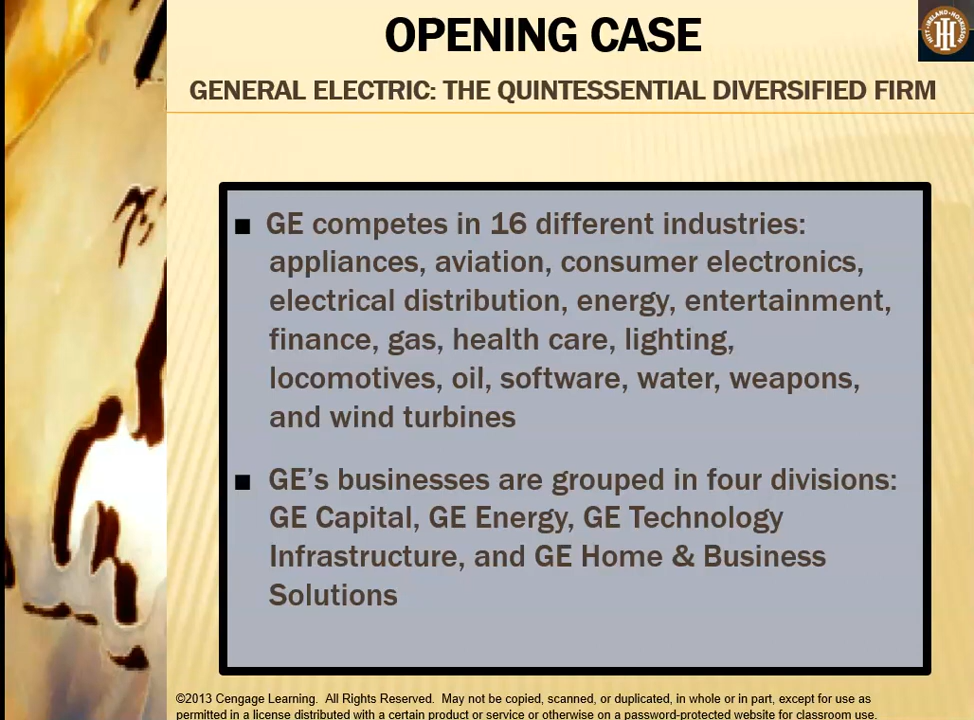 OPENING CASE
HITT•IRELAND•HOSKISSON
GENERAL ELECTRIC: THE QUINTESSENTIAL DIVERSIFIED FIRM
■ GE competes in 16 different industries:
appliances, aviation, consumer electronics,
electrical distribution, energy, entertainment,
finance, gas, health care, lighting,
locomotives, oil, software, water, weapons,
and wind turbines
■ GE’s businesses are grouped in four divisions:
GE Capital, GE Energy, GE Technology
Infrastructure, and GE Home & Business
Solutions
©2013 Cengage Learning. All Rights Reserved. May not be copied, scanned, or duplicated, in whole or in part, except for use as
permitted in a license distributed with a certain product or service or otherwise on a password-protected website for classroom use.